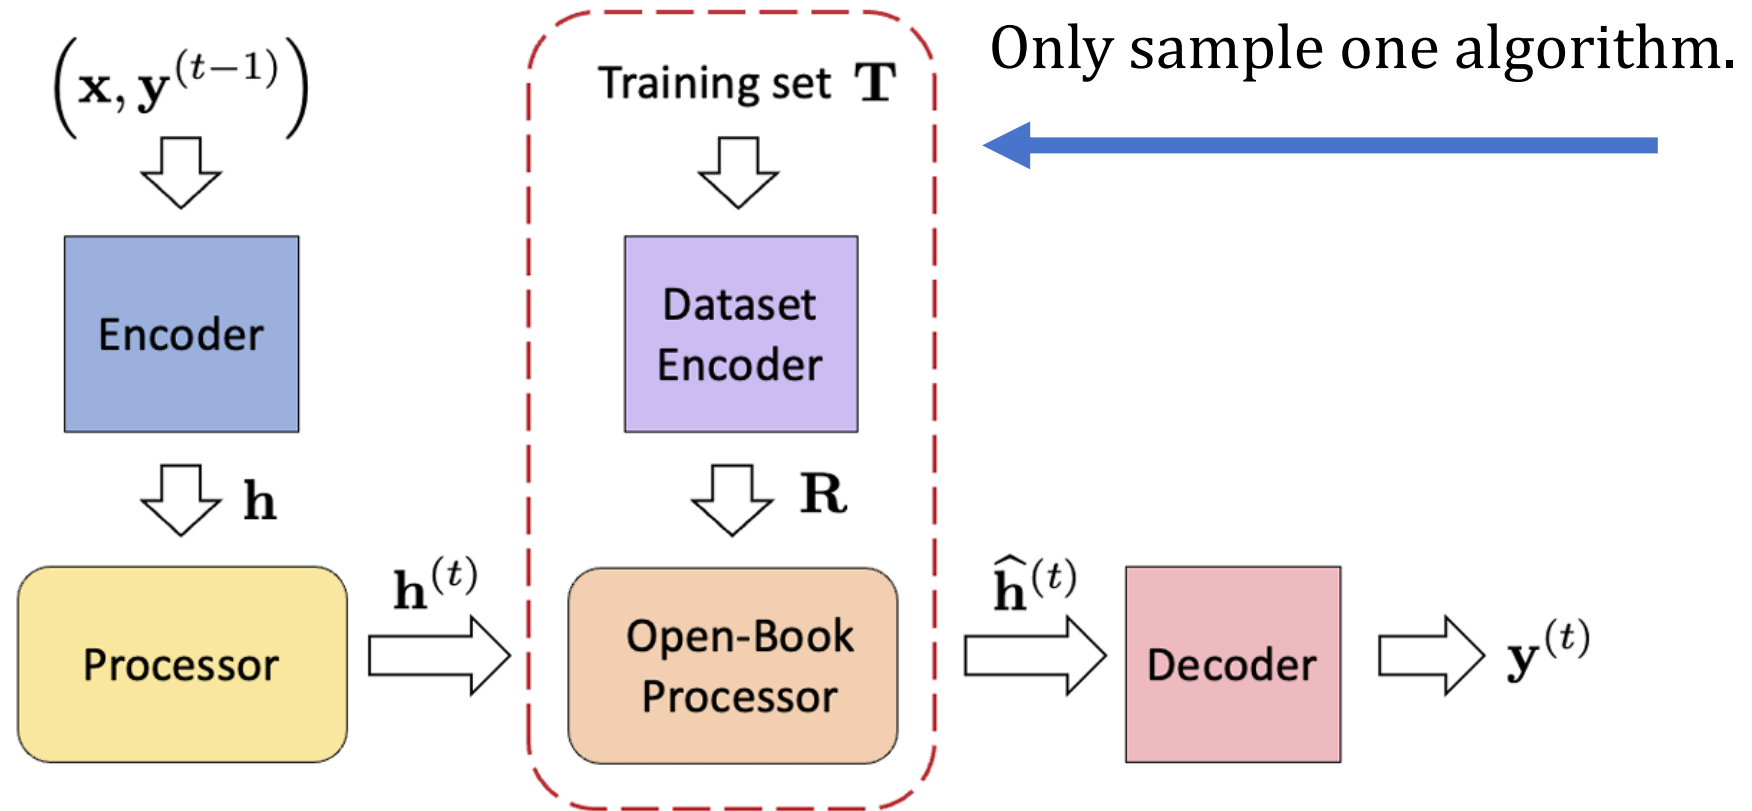 (x, y^(t−1))
Training set T
Only sample one algorithm.
Encoder
Dataset
Encoder
h
R
Processor
h^(t)
Open-Book
Processor
ĥ^(t)
Decoder
y^(t)